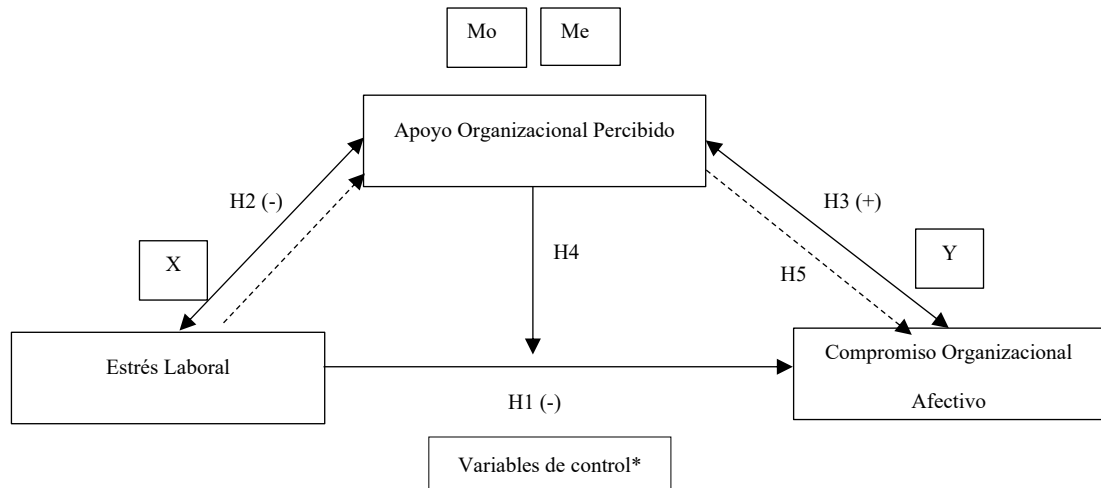 Mo
Me
Apoyo Organizacional Percibido
H2 (-)
H3 (+)
X
H4
H5
Y
Estrés Laboral
Compromiso Organizacional
Afectivo
H1 (-)
Variables de control*